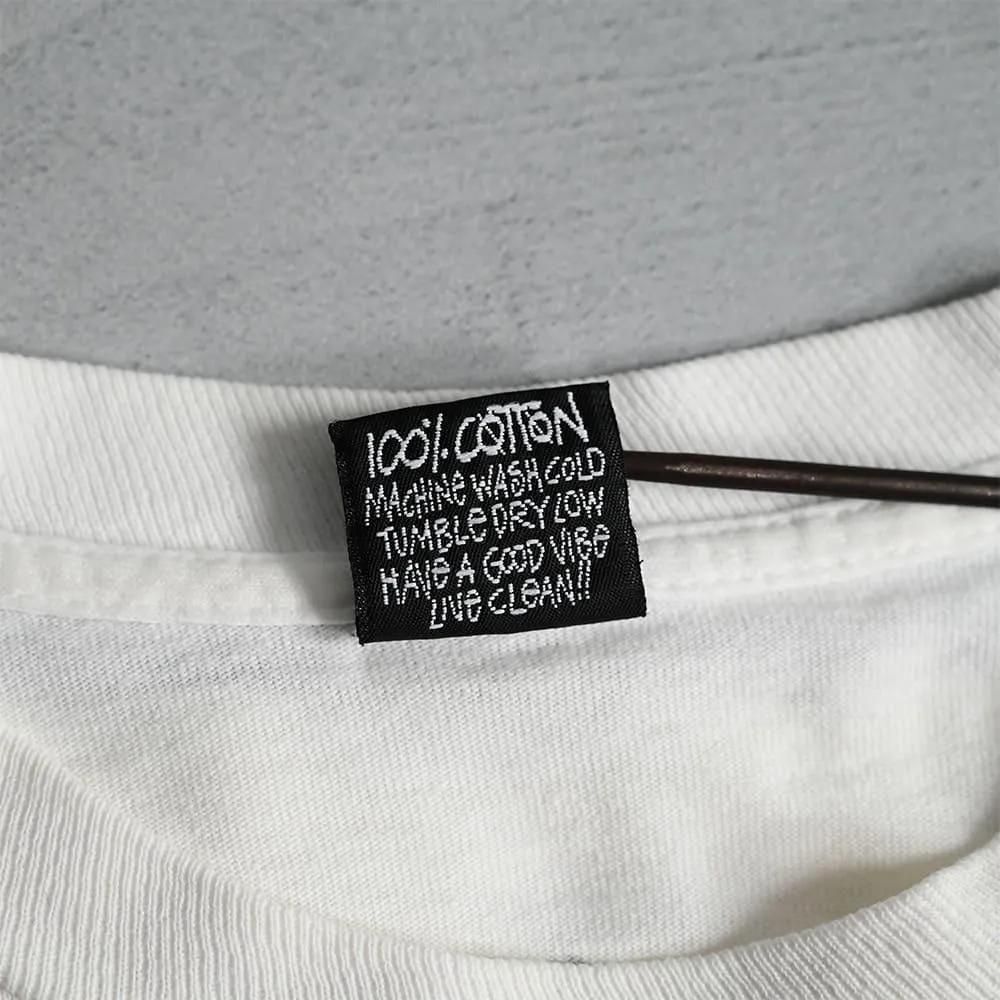 100% COTTON
MACHINe WASH COLD
TUMBLe DRY LOW
HAVe A GOOD VIBe
LIVe CLeAN!!